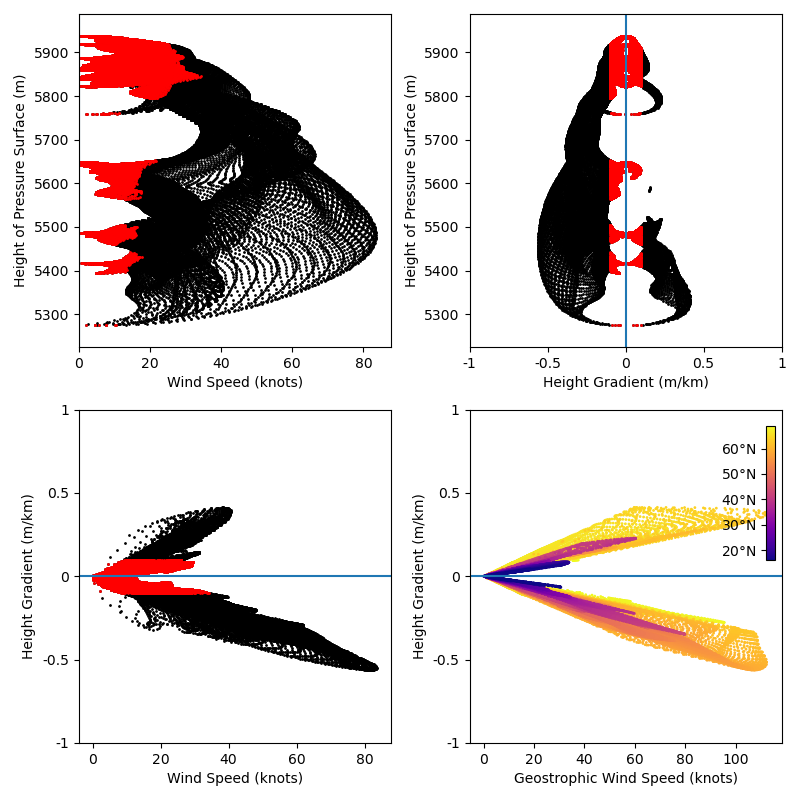 Height of Pressure Surface (m)
5900
5800
5700
5600
5500
5400
5300
0 20 40 60 80
Wind Speed (knots)
Height of Pressure Surface (m)
5900
5800
5700
5600
5500
5400
5300
-1 -0.5 0 0.5 1
Height Gradient (m/km)
Height Gradient (m/km)
1
0.5
0
-0.5
-1
0 20 40 60 80
Wind Speed (knots)
Height Gradient (m/km)
1
0.5
0
-0.5
-1
60°N
50°N
40°N
30°N
20°N
0 20 40 60 80 100
Geostrophic Wind Speed (knots)